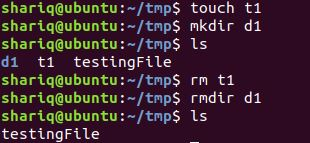 shariq@ubuntu:~/tmp$ touch t1
shariq@ubuntu:~/tmp$ mkdir d1
shariq@ubuntu:~/tmp$ ls
d1  t1  testingFile
shariq@ubuntu:~/tmp$ rm t1
shariq@ubuntu:~/tmp$ rmdir d1
shariq@ubuntu:~/tmp$ ls
testingFile